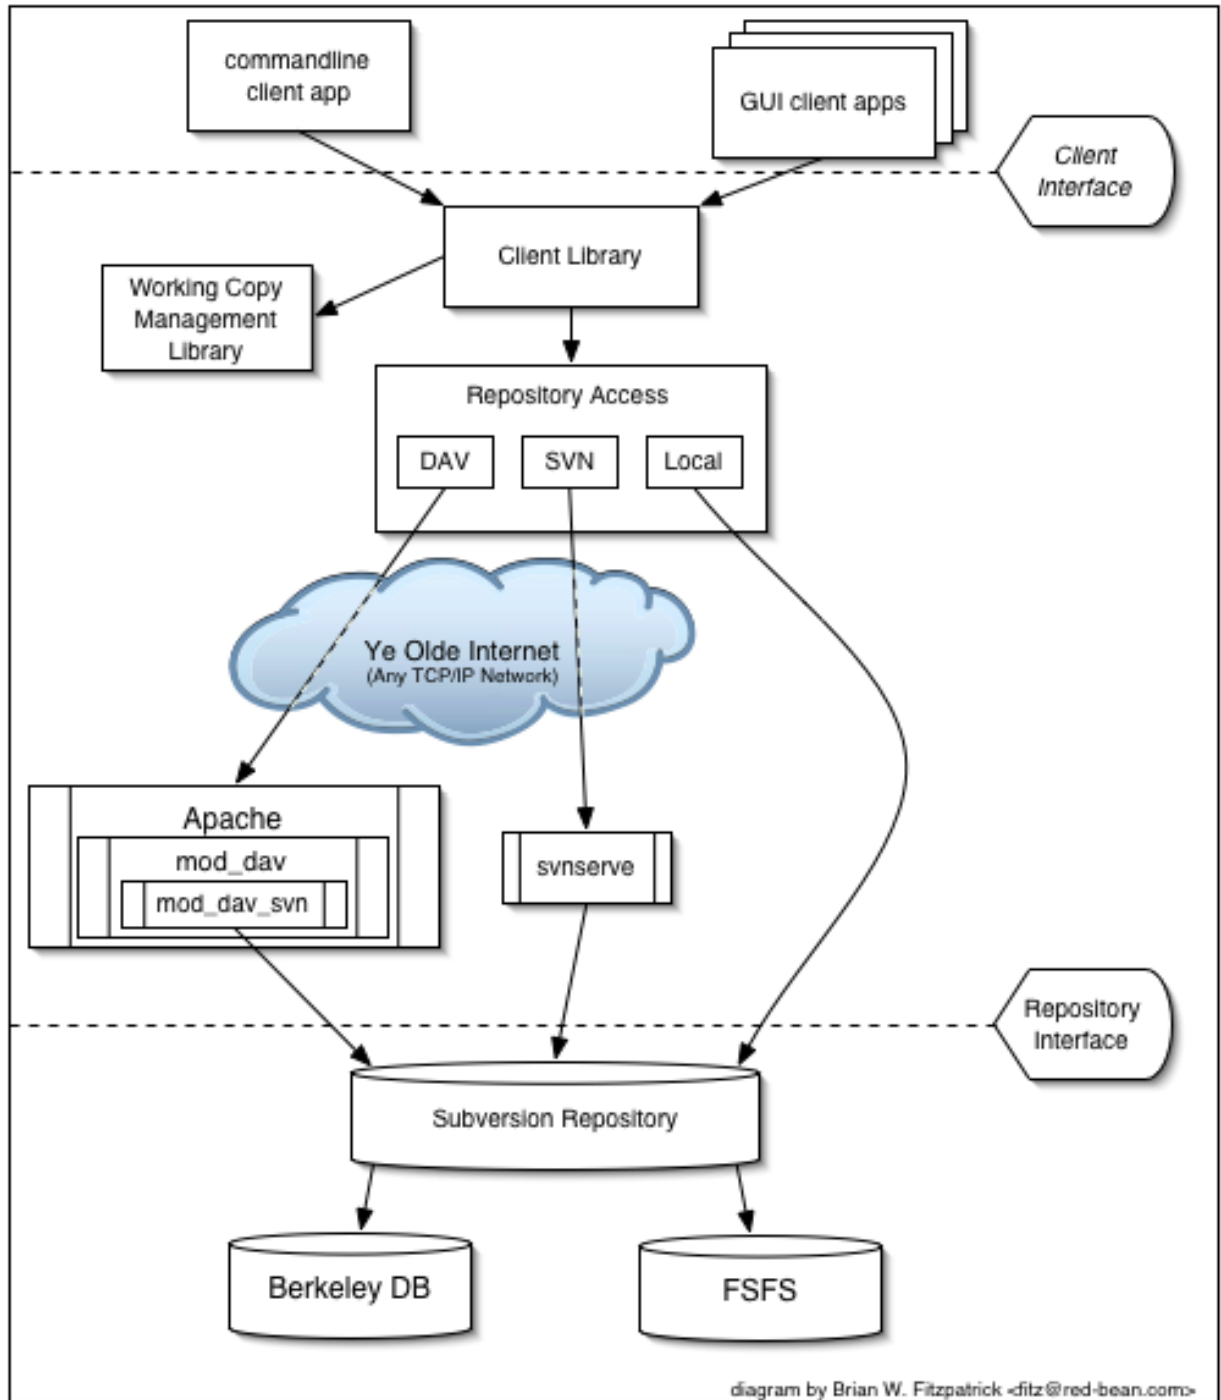 commandline
client app
GUI client apps
Client
Interface
Client Library
Working Copy
Management
Library
Repository Access
DAV
SVN
Local
Ye Olde Internet
(Any TCP/IP Network)
Apache
mod_dav
mod_dav_svn
svnserve
Repository
Interface
Subversion Repository
Berkeley DB
FSFS
diagram by Brian W. Fitzpatrick <fitz@red-bean.com>